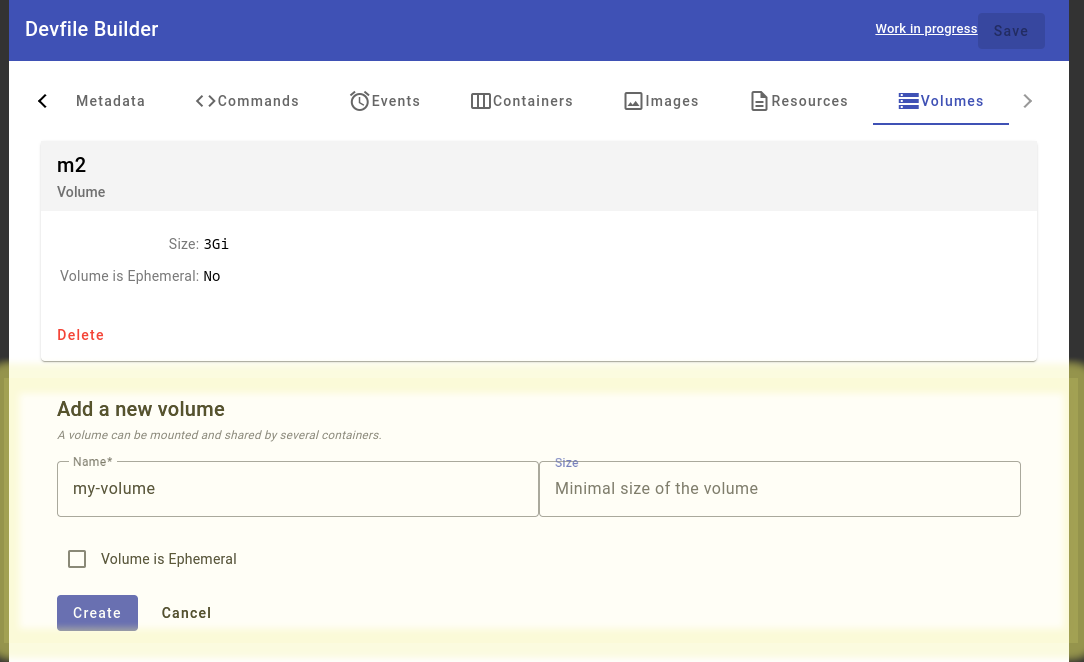 Devfile Builder
Work in progress Save
Metadata Commands Events Containers Images Resources Volumes
m2
Volume
Size: 3Gi
Volume is Ephemeral: No
Delete
Add a new volume
A volume can be mounted and shared by several containers.
Name* Size
my-volume Minimal size of the volume
Volume is Ephemeral
Create Cancel